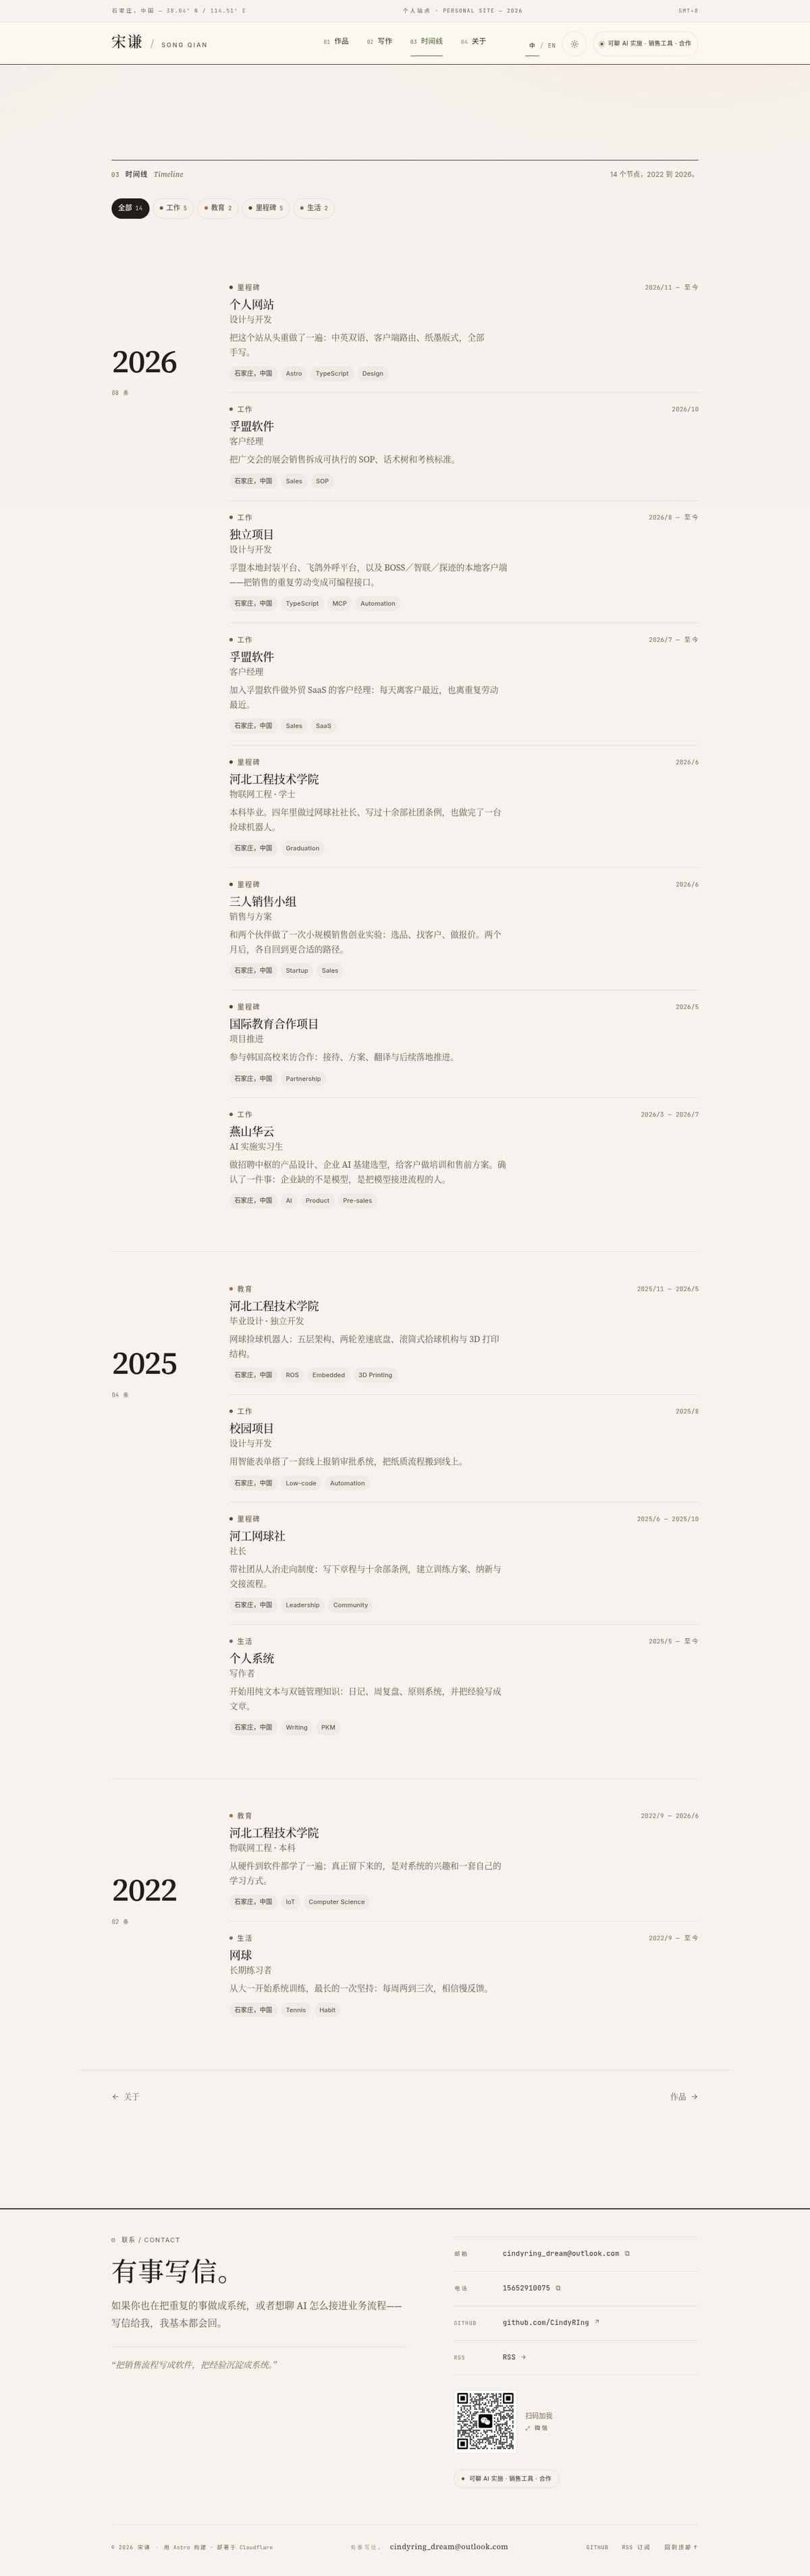 石家庄，中国 — 38.04° N / 114.51° E
个人站点 · PERSONAL SITE — 2026
GMT+8
宋谦 / SONG QIAN
01 作品 02 写作 03 时间线 04 关于
中 / EN
可聊 AI 实施 · 销售工具 · 合作
03 时间线 Timeline
14 个节点，2022 到 2026。
全部 14 工作 5 教育 2 里程碑 5 生活 2
2026
08 条
里程碑 2026/11 — 至今
个人网站
设计与开发
把这个站从头重做了一遍：中英双语、客户端路由、纸墨版式，全部
手写。
石家庄，中国 Astro TypeScript Design
工作 2026/10
孚盟软件
客户经理
把广交会的展会销售拆成可执行的 SOP、话术树和考核标准。
石家庄，中国 Sales SOP
工作 2026/8 — 至今
独立项目
设计与开发
孚盟本地封装平台、飞鸽外呼平台，以及 BOSS／智联／探迹的本地客户端
——把销售的重复劳动变成可编程接口。
石家庄，中国 TypeScript MCP Automation
工作 2026/7
孚盟软件
客户经理
加入孚盟软件做外贸 SaaS 的客户经理：每天离客户最近，也离重复劳动
最近。
石家庄，中国 Sales SaaS
里程碑 2026/6
河北工程技术学院
物联网工程 · 学士
本科毕业。四年里做过网球社社长、写过十余部社团条例，也做完了一台
捡球机器人。
石家庄，中国 Graduation
里程碑 2026/6
三人销售小组
销售与方案
和两个伙伴做了一次小规模销售创业实验：选品、找客户、做报价。两个
月后，各自回到更合适的路径。
石家庄，中国 Startup Sales
里程碑 2026/5
国际教育合作项目
项目推进
参与韩国高校来访合作：接待、方案、翻译与后续落地推进。
石家庄，中国 Partnership
工作 2026/3 — 2026/7
燕山华云
AI 实施实习生
做招聘中枢的产品设计、企业 AI 基建选型，给客户做培训和售前方案。确
认了一件事：企业缺的不是模型，是把模型接进流程的人。
石家庄，中国 AI Product Pre-sales
2025
04 条
教育 2025/11 — 2026/5
河北工程技术学院
毕业设计 · 独立开发
网球捡球机器人：五层架构、两轮差速底盘、滚筒式拾球机构与 3D 打印
结构。
石家庄，中国 ROS Embedded 3D Printing
工作 2025/8
校园项目
设计与开发
用智能表单搭了一套线上报销审批系统，把纸质流程搬到线上。
石家庄，中国 Low-code Automation
里程碑 2025/6 — 2025/10
河工网球社
社长
带社团从人治走向制度：写下章程与十余部条例，建立训练方案、纳新与
交接流程。
石家庄，中国 Leadership Community
生活 2025/5 — 至今
个人系统
写作者
开始用纯文本与双链管理知识：日记、周复盘、原则系统，并把经验写成
文章。
石家庄，中国 Writing PKM
2022
02 条
教育 2022/9 — 2026/6
河北工程技术学院
物联网工程 · 本科
从硬件到软件都学了一遍；真正留下来的，是对系统的兴趣和一套自己的
学习方式。
石家庄，中国 IoT Computer Science
生活 2022/9 — 至今
网球
长期练习者
从大一开始系统训练，最长的一次坚持：每周两到三次，相信慢反馈。
石家庄，中国 Tennis Habit
← 关于
作品 →
联系 / CONTACT
有事写信。
如果你也在把重复的事做成系统，或者想聊 AI 怎么接进业务流程——
写信给我，我基本都会回。
“把销售流程写成软件，把经验沉淀成系统。”
邮箱 cindyring_dream@outlook.com
电话 15652910075
GITHUB github.com/CindyRIng ↗
RSS RSS →
扫码加我
微信
可聊 AI 实施 · 销售工具 · 合作
© 2026 宋谦 · 用 Astro 构建 · 部署于 Cloudflare
有事写信。 cindyring_dream@outlook.com
GITHUB RSS 订阅 回到顶部 ↑